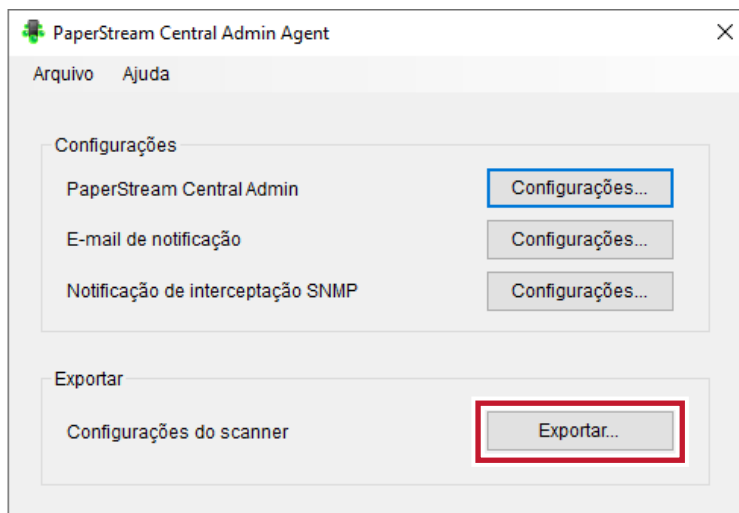 PaperStream Central Admin Agent
Arquivo Ajuda
Configurações
PaperStream Central Admin Configurações...
E-mail de notificação Configurações...
Notificação de interceptação SNMP Configurações...
Exportar
Configurações do scanner Exportar...